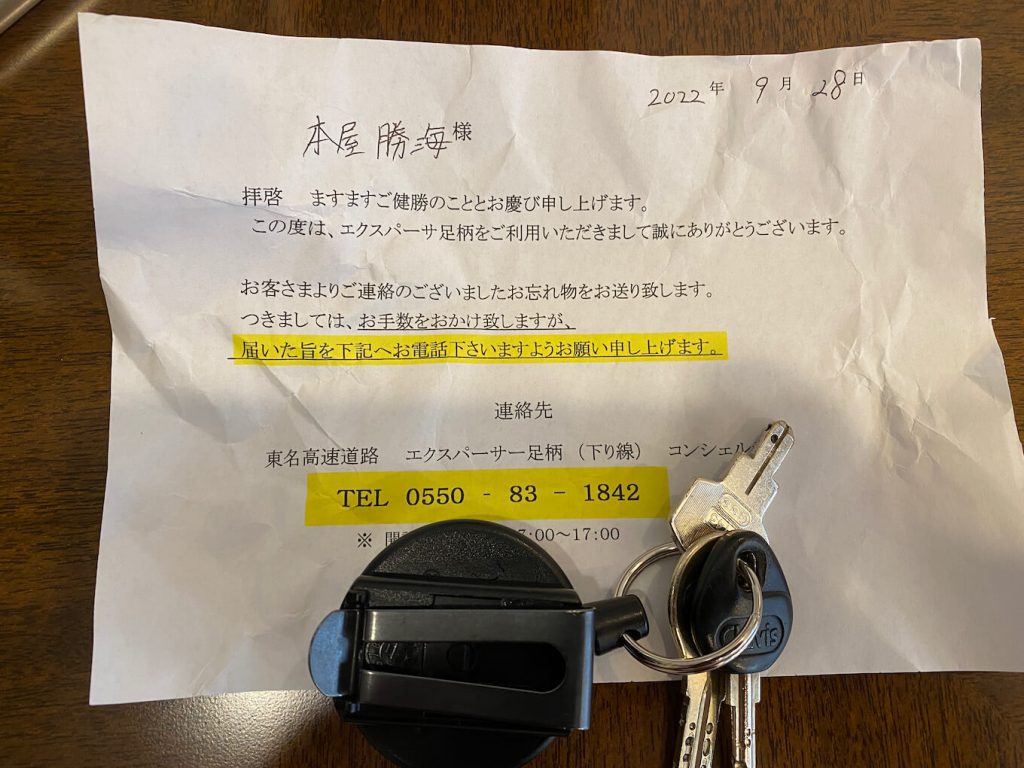 2022年 9月 28日
本屋 勝海様
拝啓 ますますご健勝のこととお慶び申し上げます。
この度は、エクスパーサ足柄をご利用いただきまして誠にありがとうございます。
お客さまよりご連絡のございましたお忘れ物をお送り致します。
つきましては、お手数をおかけ致しますが、
届いた旨を下記へお電話下さいますようお願い申し上げます。
連絡先
東名高速道路 エクスパーサー足柄（下り線） コンシェル
TEL 0550 - 83 - 1842
※ 開 7:00～17:00
Clavis